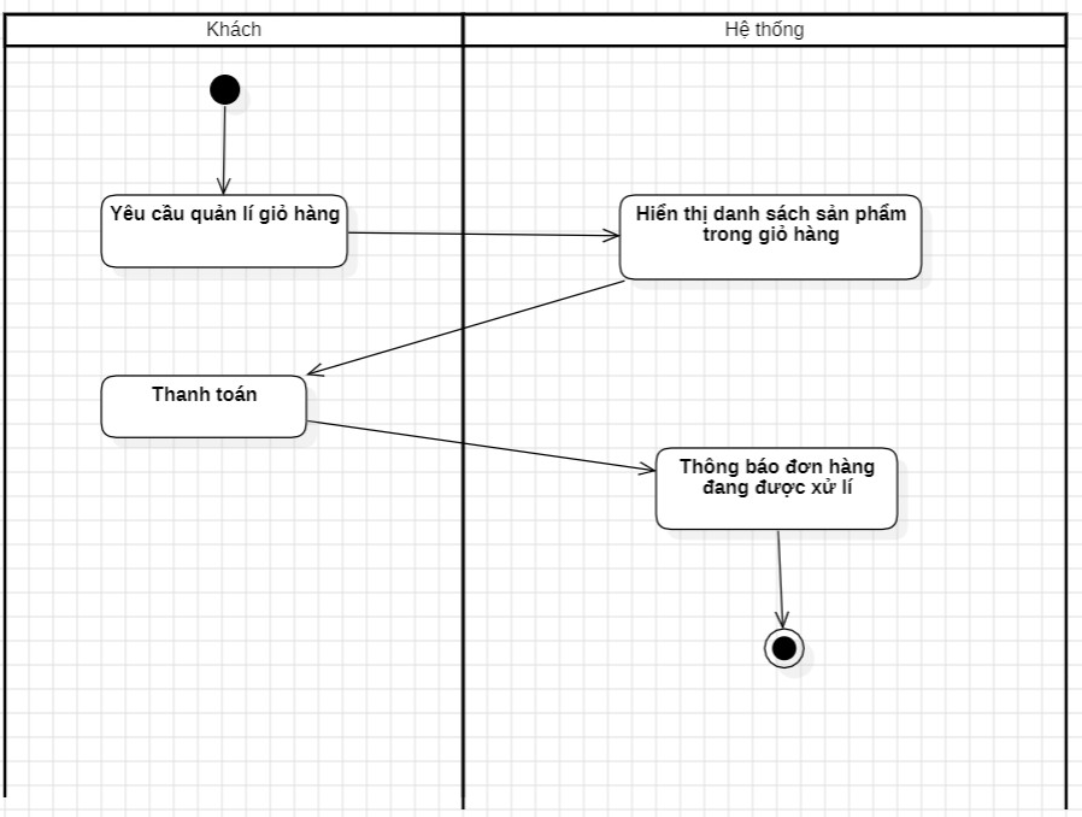 Khách
Hệ thống
Yêu cầu quản lí giỏ hàng
Hiển thị danh sách sản phẩm
trong giỏ hàng
Thanh toán
Thông báo đơn hàng
đang được xử lí